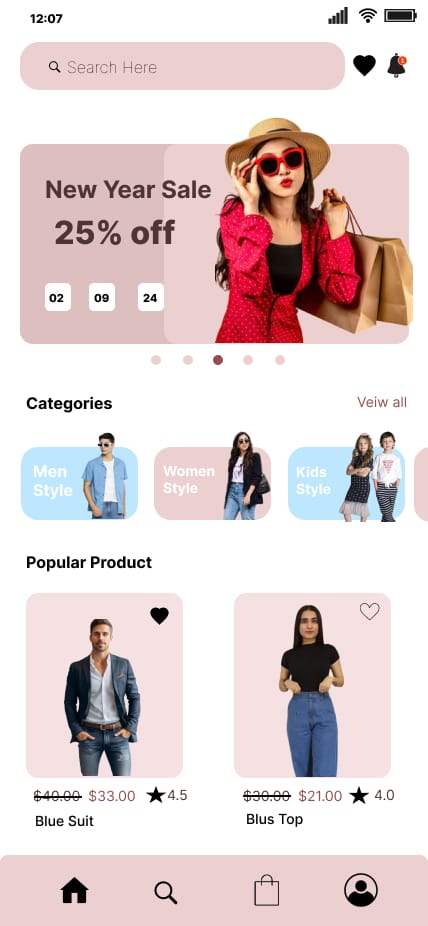 12:07
Search Here
1
New Year Sale
25% off
02 09 24
Categories Veiw all
Men
Style
Women
Style
Kids
Style
Popular Product
$40.00 $33.00 ★4.5
$30.00 $21.00 ★ 4.0
Blue Suit
Blus Top